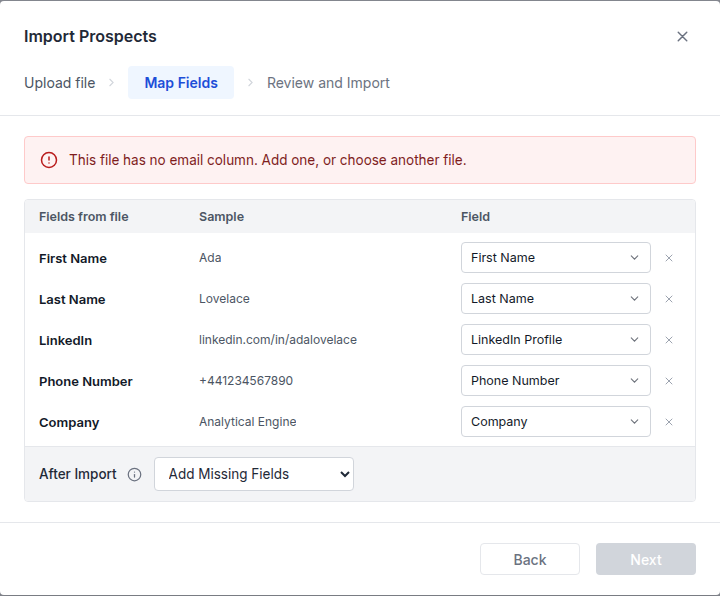 Import Prospects
Upload file
Map Fields
Review and Import
This file has no email column. Add one, or choose another file.
Fields from file Sample Field
First Name Ada First Name
Last Name Lovelace Last Name
LinkedIn linkedin.com/in/adalovelace LinkedIn Profile
Phone Number +441234567890 Phone Number
Company Analytical Engine Company
After Import Add Missing Fields
Back Next